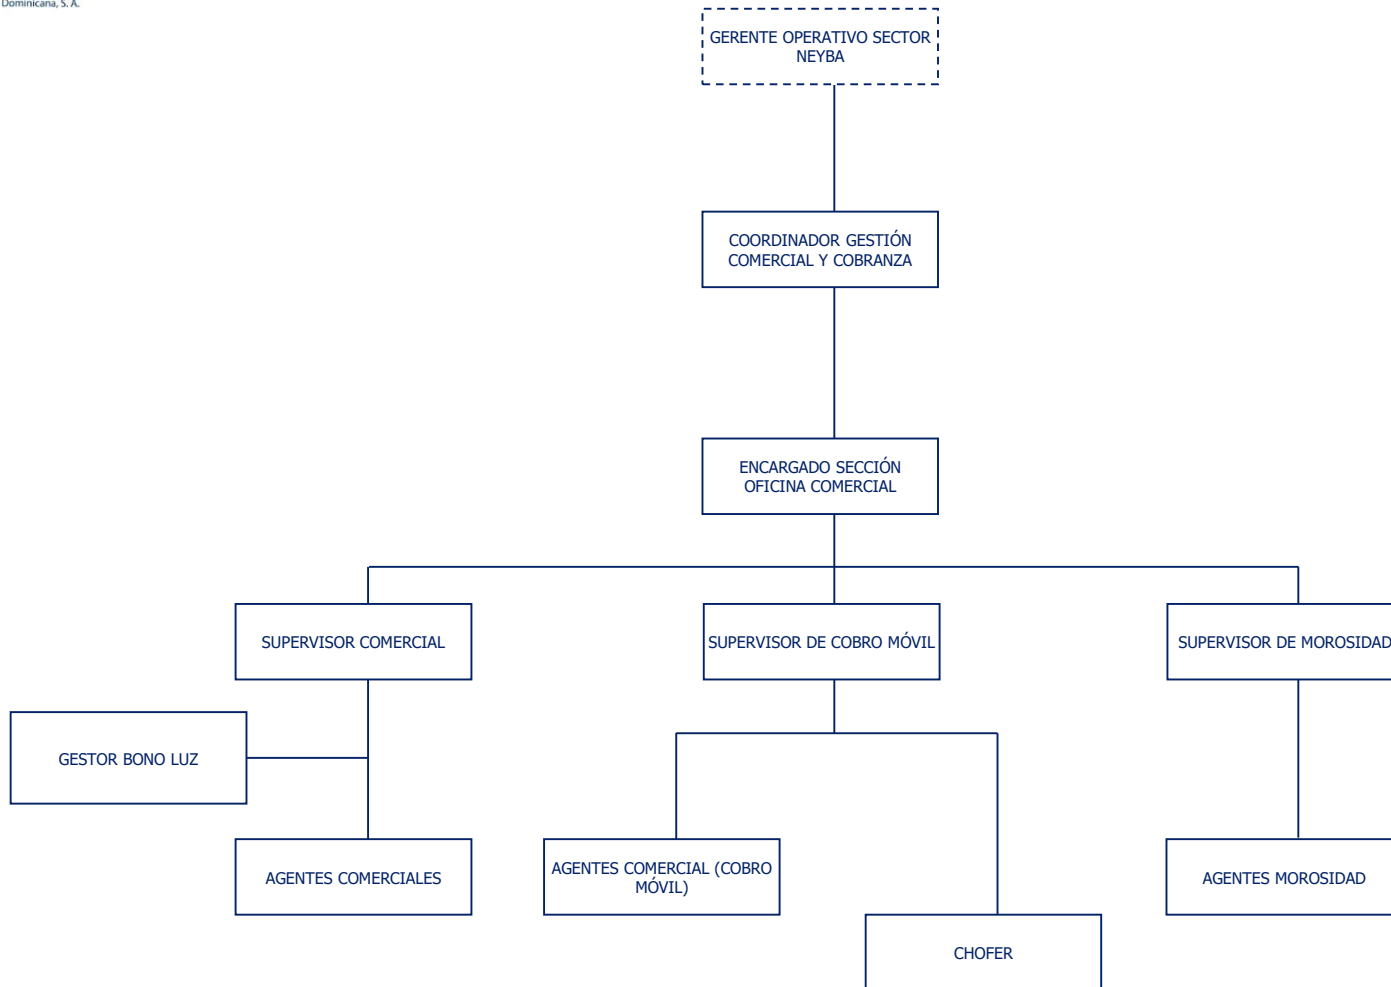 Dominicana, S. A.
GERENTE OPERATIVO SECTOR
NEYBA
COORDINADOR GESTIÓN
COMERCIAL Y COBRANZA
ENCARGADO SECCIÓN
OFICINA COMERCIAL
SUPERVISOR COMERCIAL
SUPERVISOR DE COBRO MÓVIL
SUPERVISOR DE MOROSIDAD
GESTOR BONO LUZ
AGENTES COMERCIALES
AGENTES COMERCIAL (COBRO
MÓVIL)
AGENTES MOROSIDAD
CHOFER